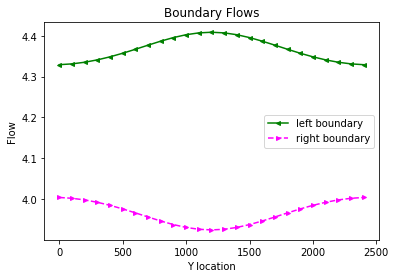 Boundary Flows
4.4
4.3
4.2
4.1
4.0
Flow
left boundary
right boundary
0 500 1000 1500 2000 2500
Y location